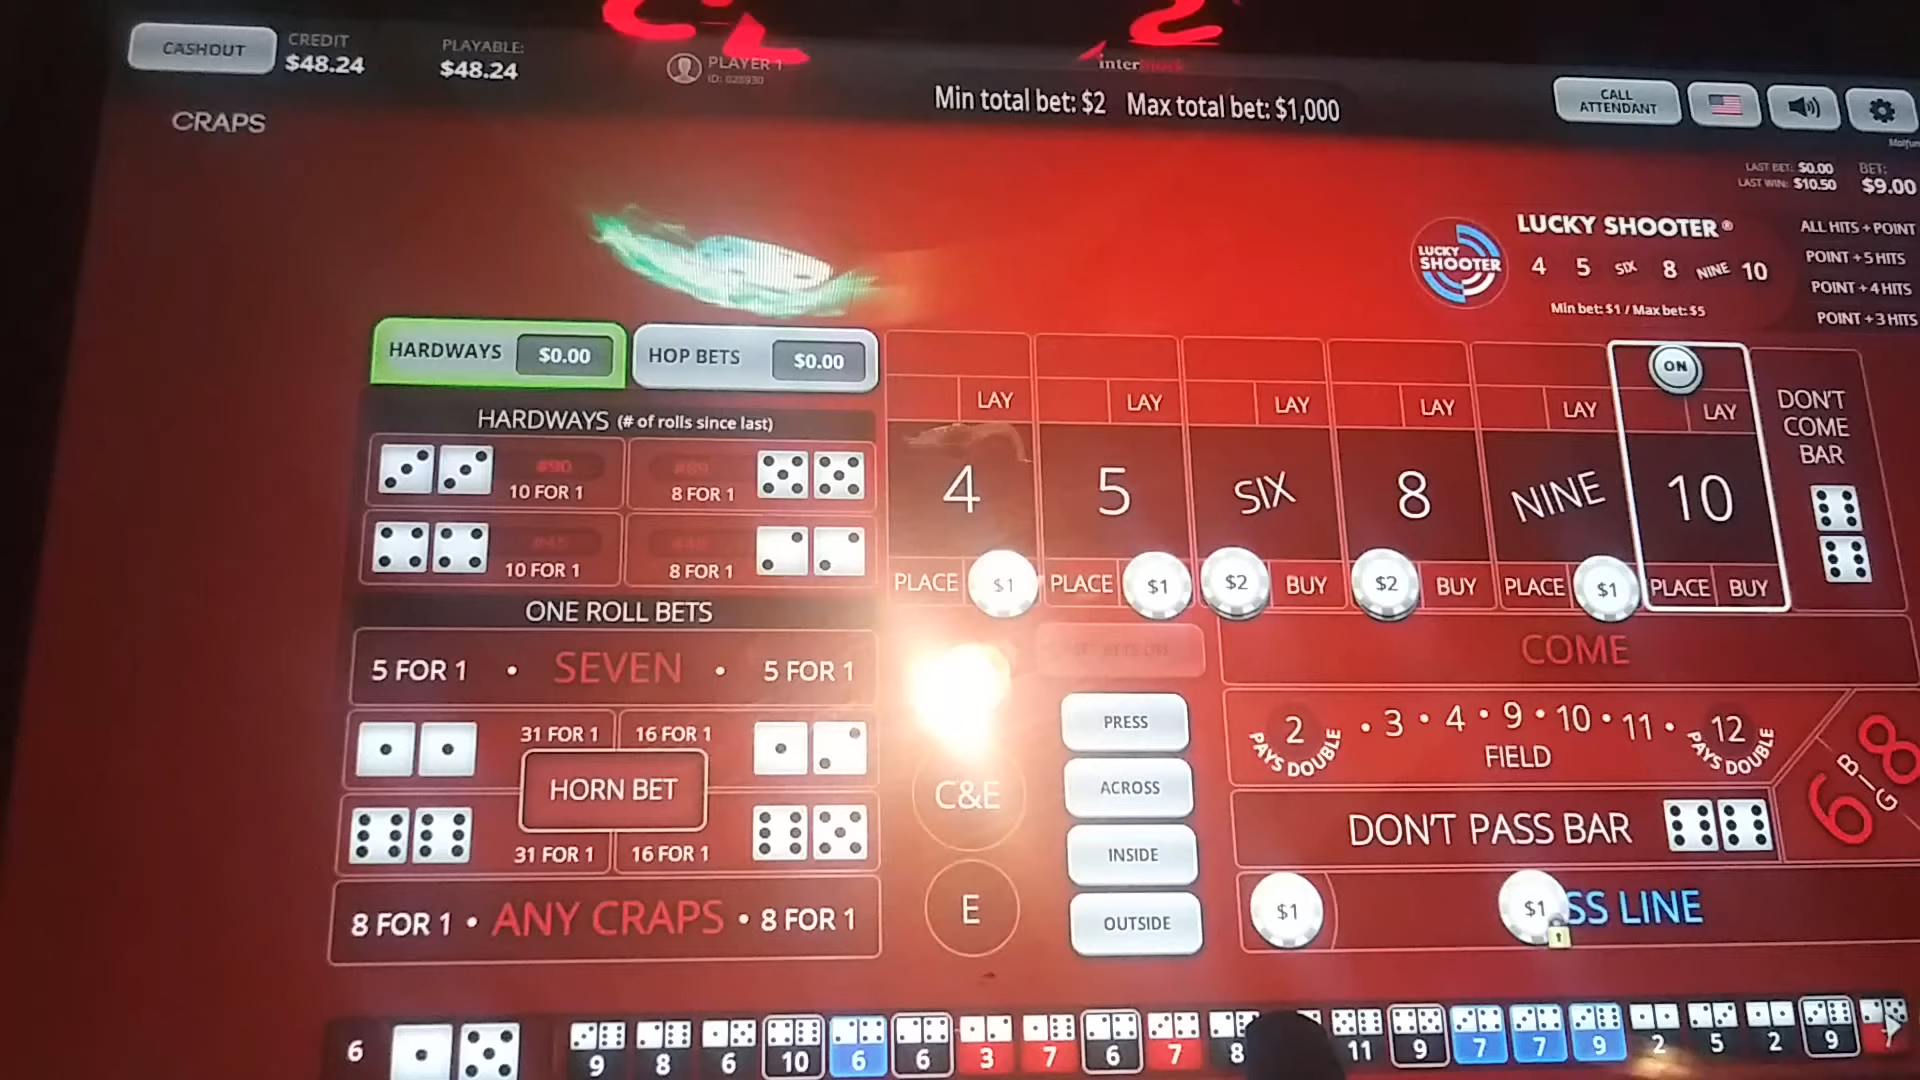 CASHOUT
CREDIT
$48.24
PLAYABLE:
$48.24
PLAYER 1
inter
Min total bet: $2 Max total bet: $1,000
CALL
ATTENDANT
CRAPS
LAST BET: $0.00
LAST WIN: $10.50
BET:
$9.00
LUCKY
SHOOTER
LUCKY SHOOTER®
4 5 SIX 8 NINE 10
Min bet: $1 / Max bet: $5
ALL HITS + POINT
POINT + 5 HITS
POINT + 4 HITS
POINT + 3 HITS
HARDWAYS $0.00
HOP BETS $0.00
HARDWAYS (# of rolls since last)
10 FOR 1
8 FOR 1
10 FOR 1
8 FOR 1
ONE ROLL BETS
5 FOR 1 • SEVEN • 5 FOR 1
31 FOR 1
16 FOR 1
HORN BET
31 FOR 1
16 FOR 1
8 FOR 1 • ANY CRAPS • 8 FOR 1
LAY LAY LAY LAY LAY LAY
ON
4 5 SIX 8 NINE 10
PLACE $1 PLACE $1 $2 BUY $2 BUY PLACE $1 PLACE BUY
DON'T
COME
BAR
COME
C&E
E
PRESS
ACROSS
INSIDE
OUTSIDE
2 • 3 • 4 • 9 • 10 • 11 • 12
PAYS DOUBLE
FIELD
PAYS DOUBLE
6 8
BIG
DON'T PASS BAR
$1
$1
SS LINE
6
9 8 6 10 6 6 3 7 6 7 8 11 9 7 7 9 2 5 2 9 7